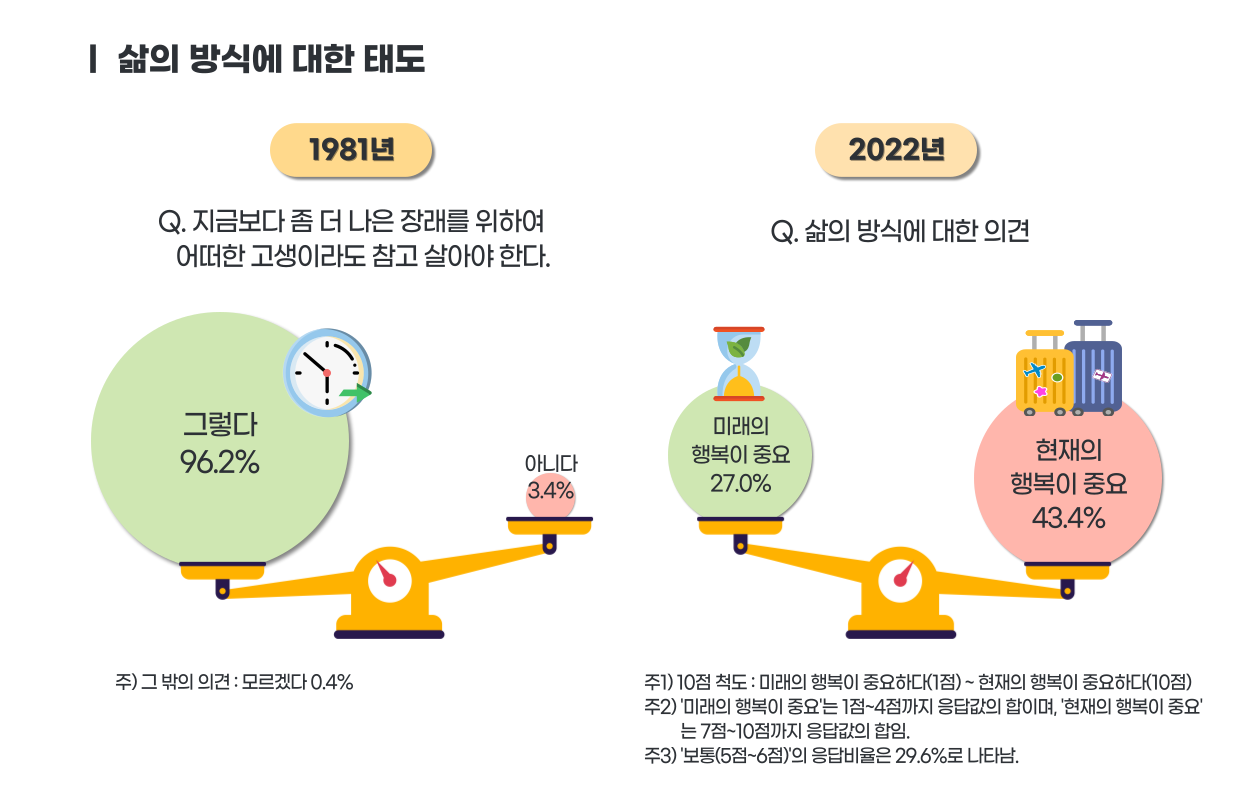 삶의 방식에 대한 태도
1981년
Q. 지금보다 좀 더 나은 장래를 위하여
어떠한 고생이라도 참고 살아야 한다.
그렇다
96.2%
아니다
3.4%
주) 그 밖의 의견 : 모르겠다 0.4%
2022년
Q. 삶의 방식에 대한 의견
미래의
행복이 중요
27.0%
현재의
행복이 중요
43.4%
주1) 10점 척도 : 미래의 행복이 중요하다(1점) ~ 현재의 행복이 중요하다(10점)
주2) '미래의 행복이 중요'는 1점~4점까지 응답값의 합이며, '현재의 행복이 중요'
는 7점~10점까지 응답값의 합임.
주3) '보통(5점~6점)'의 응답비율은 29.6%로 나타남.